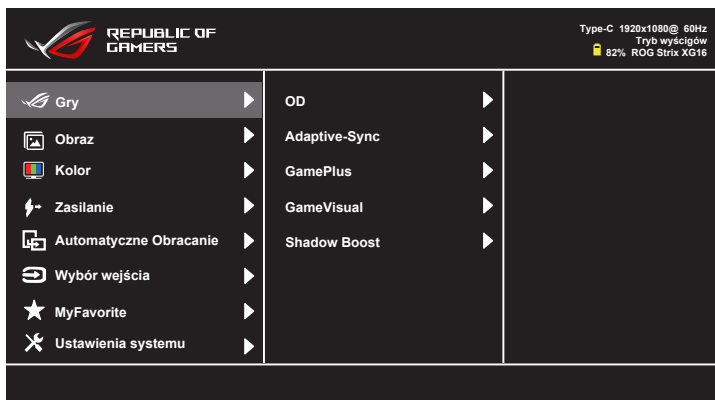 REPUBLIC OF
GAMERS
Type-C 1920x1080@ 60Hz
Tryb wyścigów
82% ROG Strix XG16
Gry
Obraz
Kolor
Zasilanie
Automatyczne Obracanie
Wybór wejścia
MyFavorite
Ustawienia systemu
OD
Adaptive-Sync
GamePlus
GameVisual
Shadow Boost